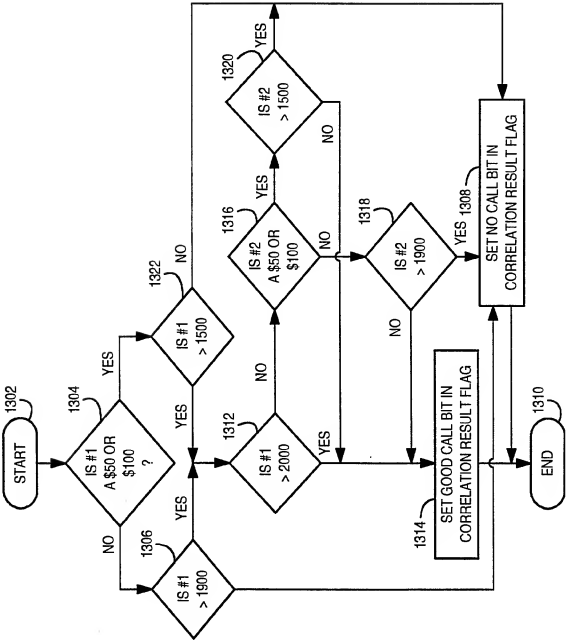 START
1302
IS #1
A $50 OR
$100
?
1304
NO
YES
IS #1
> 1900
1306
YES
IS #1
> 1500
1322
YES
NO
IS #1
> 2000
1312
NO
YES
IS #2
A $50 OR
$100
1316
YES
NO
IS #2
> 1500
1320
YES
NO
IS #2
> 1900
1318
NO
YES
SET GOOD CALL BIT IN
CORRELATION RESULT FLAG
1314
SET NO CALL BIT IN
CORRELATION RESULT FLAG
1308
END
1310